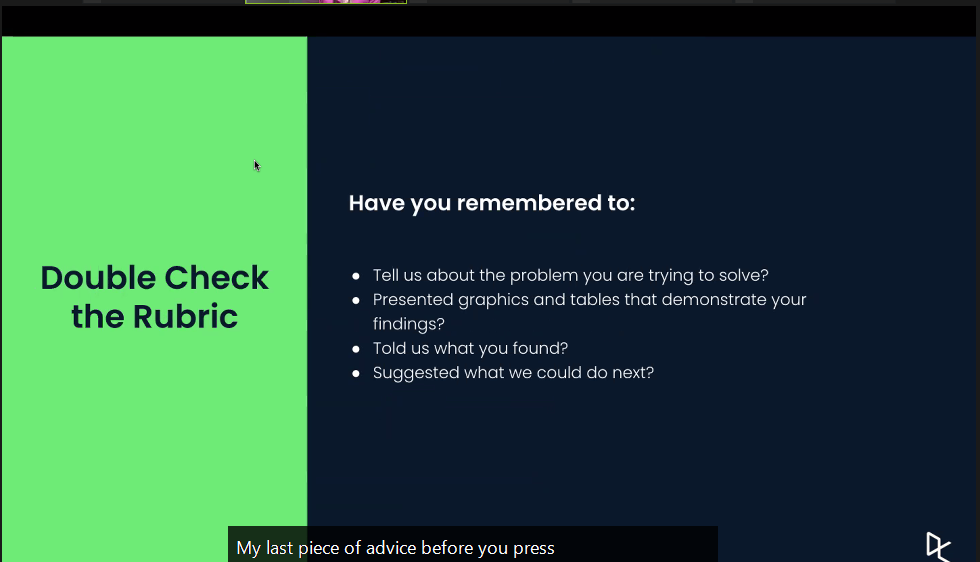 Double Check
the Rubric
Have you remembered to:
● Tell us about the problem you are trying to solve?
● Presented graphics and tables that demonstrate your
findings?
● Told us what you found?
● Suggested what we could do next?
My last piece of advice before you press